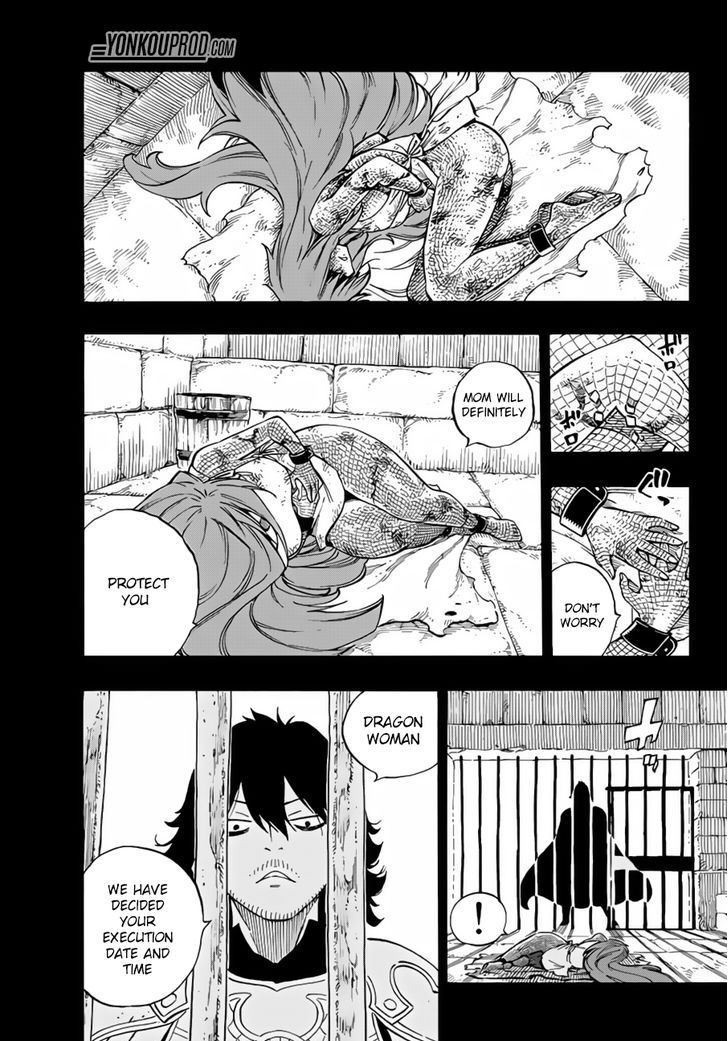 YONKOUPROD.COM
DON'T
WORRY
MOM WILL
DEFINITELY
PROTECT
YOU
!
DRAGON
WOMAN
WE HAVE
DECIDED
YOUR
EXECUTION
DATE AND
TIME